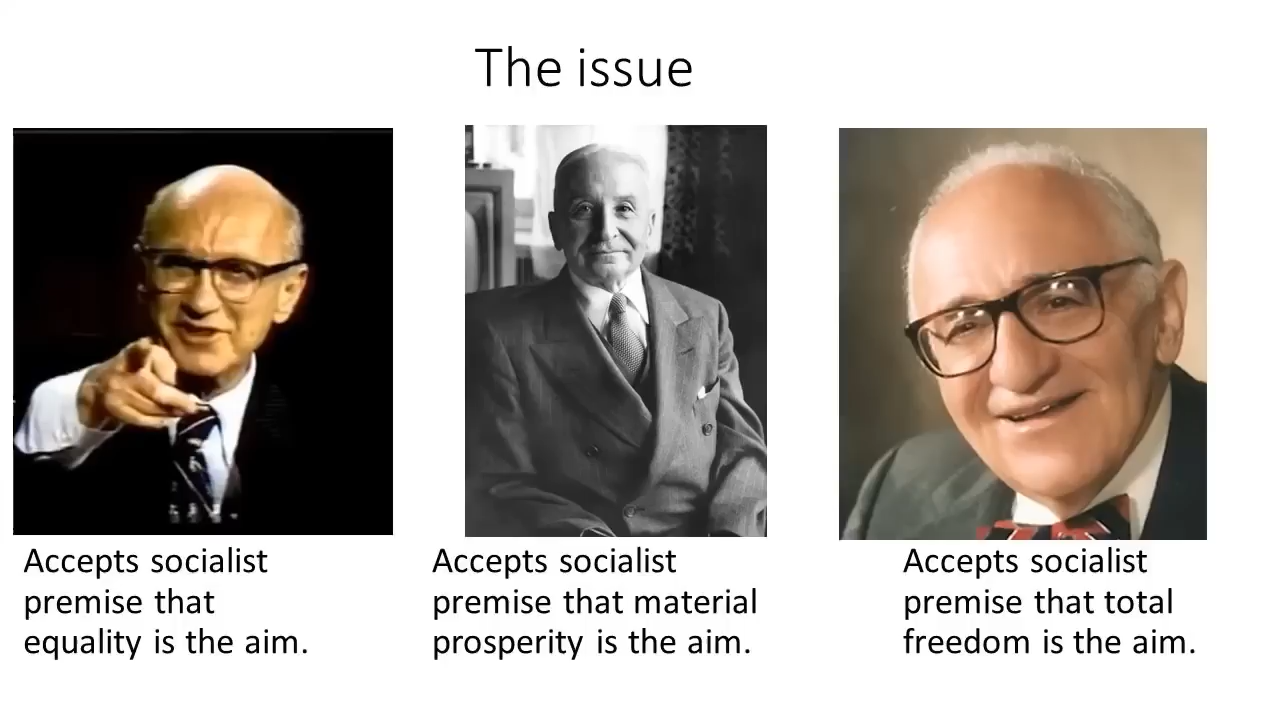 The issue
Accepts socialist
premise that
equality is the aim.
Accepts socialist
premise that material
prosperity is the aim.
Accepts socialist
premise that total
freedom is the aim.